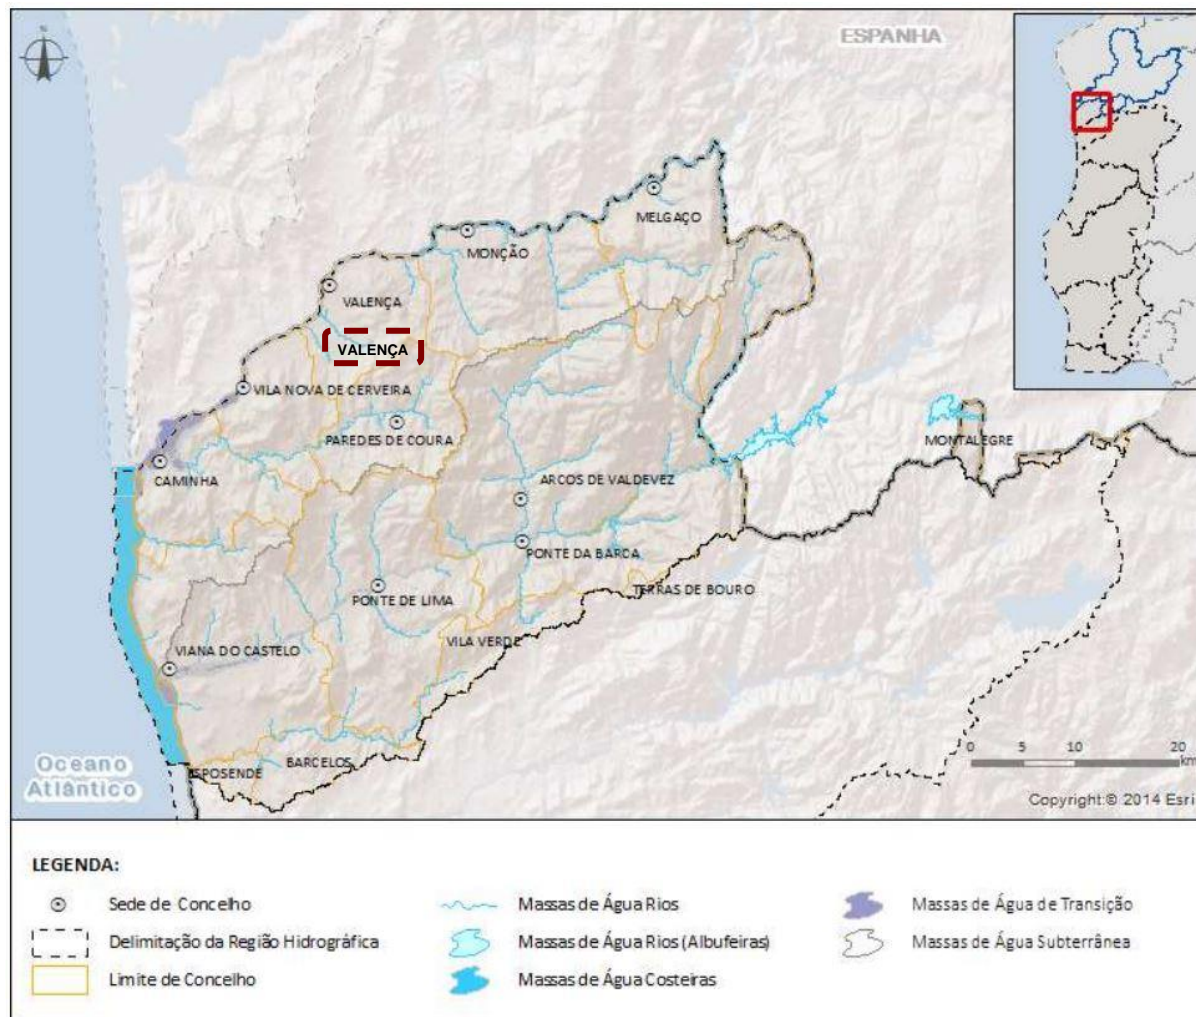 N
ESPANHA
MELGAÇO
MONÇÃO
VALENÇA
VALENÇA
VILA NOVA DE CERVEIRA
PAREDES DE COURA
MONTALEGRE
CAMINHA
ARCOS DE VALDEVEZ
PONTE DA BARCA
TERRAS DE BOURO
PONTE DE LIMA
VILA VERDE
VIANA DO CASTELO
BARCELOS
SPOSENDE
Oceano
Atlântico
0 5 10 20
km
Copyright:© 2014 Esri
LEGENDA:
Sede de Concelho
Delimitação da Região Hidrográfica
Limite de Concelho
Massas de Água Rios
Massas de Água Rios (Albufeiras)
Massas de Água Costeiras
Massas de Água de Transição
Massas de Água Subterrânea